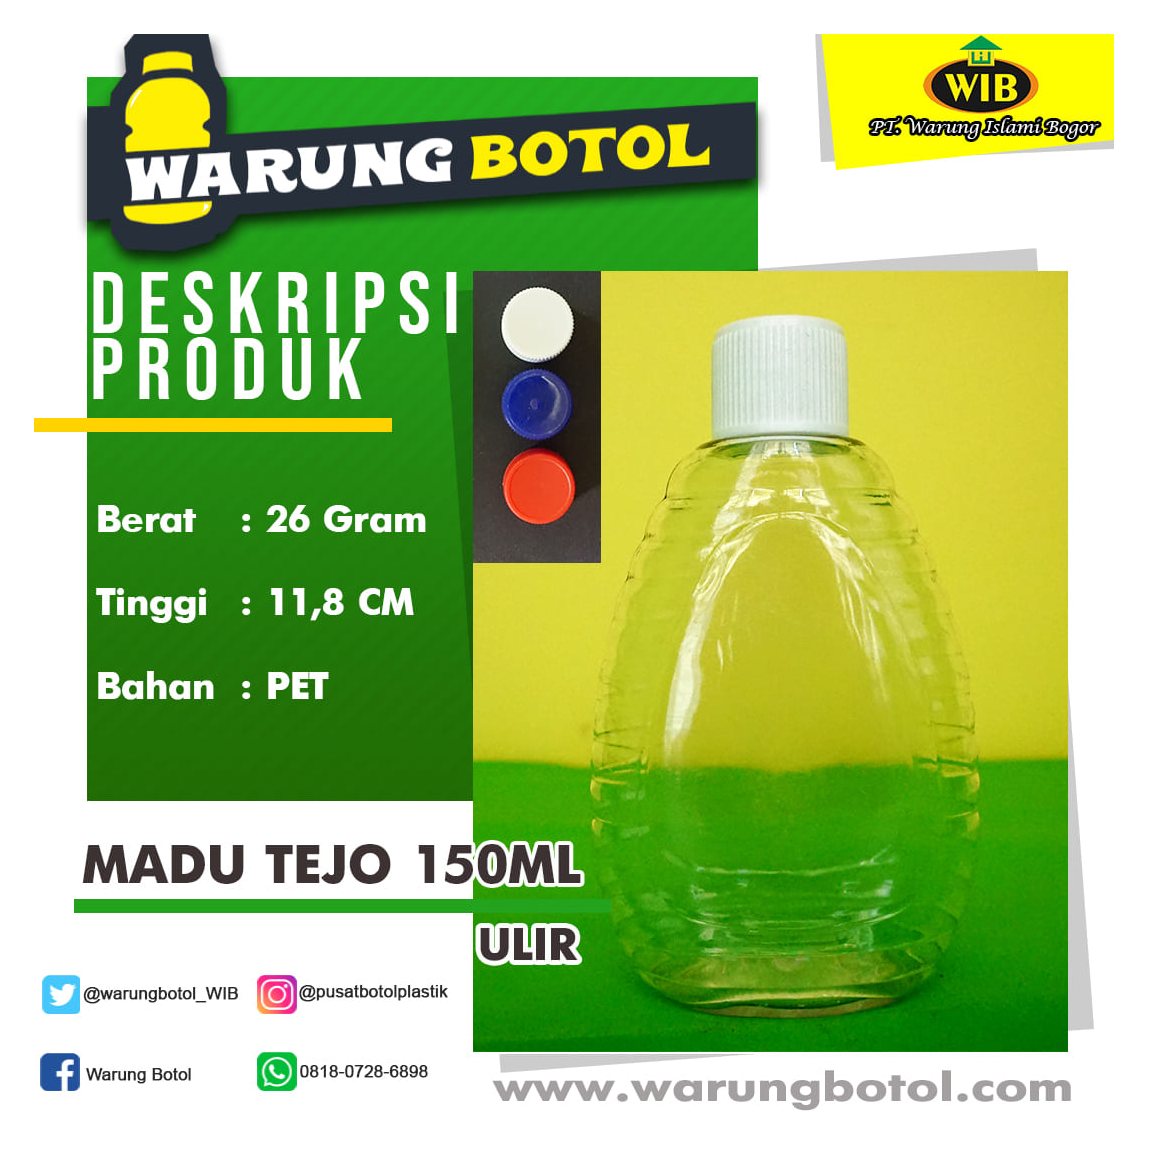 WARUNG BOTOL
WIB
PT. Warung Islami Bogor
DESKRIPSI
PRODUK
Berat : 26 Gram
Tinggi : 11,8 CM
Bahan : PET
MADU TEJO 150ML
ULIR
@warungbotol_WIB
@pusatbotolplastik
Warung Botol
0818-0728-6898
www.warungbotol.com